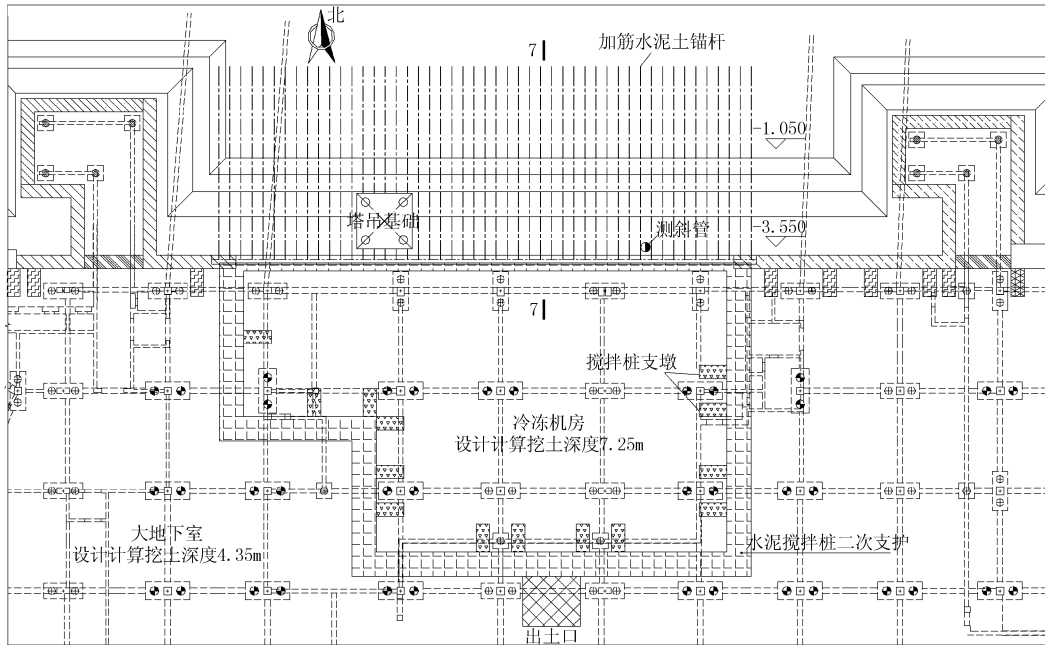 北
7
加筋水泥土锚杆
-1.050
塔吊基础
测斜管
-3.550
7
搅拌桩支墩
冷冻机房
设计计算挖土深度7.25m
大地下室
设计计算挖土深度4.35m
水泥搅拌桩二次支护
出土口